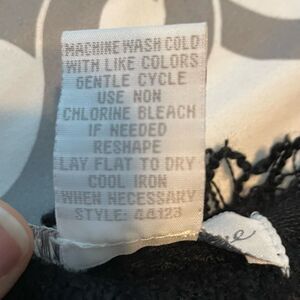 MACHINE WASH COLD
WITH LIKE COLORS
GENTLE CYCLE
USE NON
CHLORINE BLEACH
IF NEEDED
RESHAPE
LAY FLAT TO DRY
COOL IRON
WHEN NECESSARY
STYLE: 44123